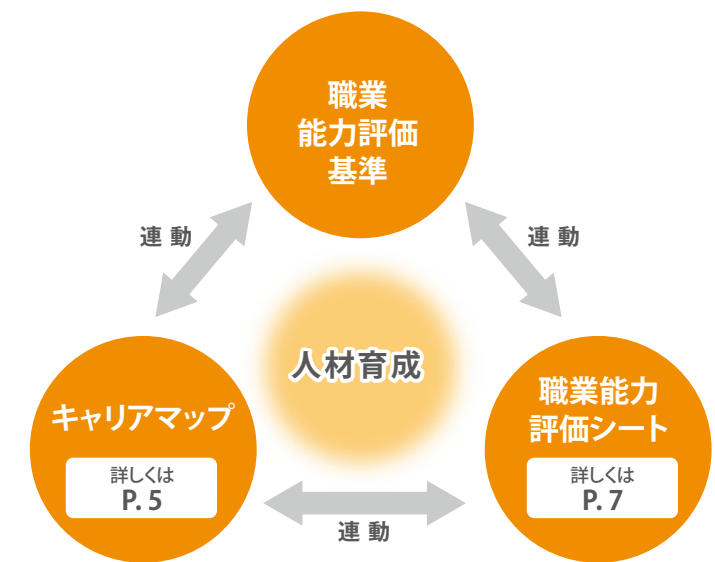 職業
能力評価
基準
連動
連動
人材育成
キャリアマップ
詳しくは
P. 5
職業能力
評価シート
詳しくは
P. 7
連動